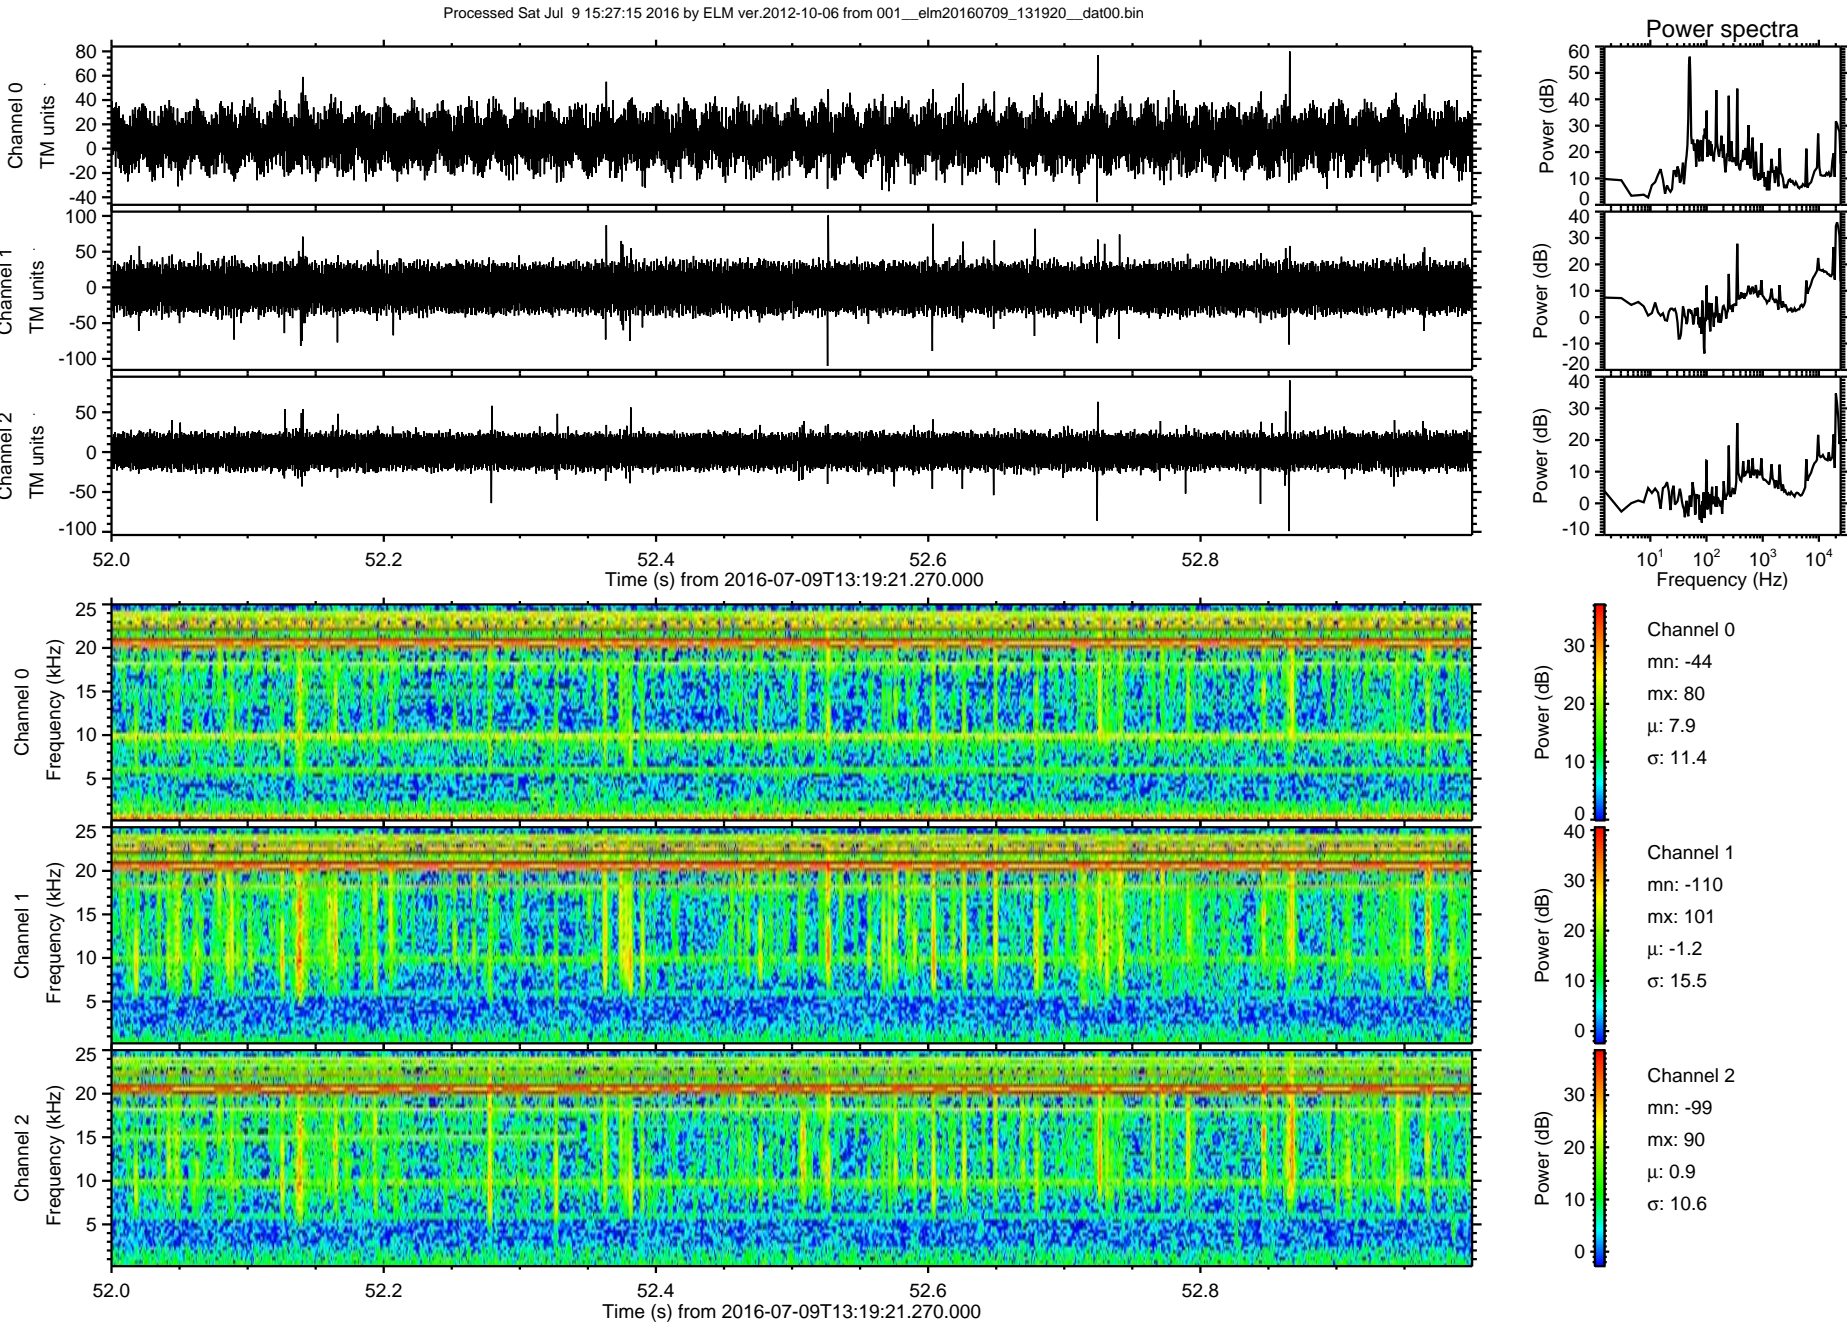 Processed Sat Jul 9 15:27:15 2016 by ELM ver.2012-10-06 from 001__elm20160709_131920__dat00.bin
Power spectra
Channel 0
TM units
80
60
40
20
0
-20
-40
Power (dB)
60
50
40
30
20
10
0
Channel 1
TM units
100
50
0
-50
-100
Power (dB)
40
30
20
10
0
-10
-20
Channel 2
TM units
50
0
-50
-100
Power (dB)
40
30
20
10
0
-10
52.0 52.2 52.4 52.6 52.8
Time (s) from 2016-07-09T13:19:21.270.000
10¹ 10² 10³ 10⁴
Frequency (Hz)
Channel 0
Frequency (kHz)
25
20
15
10
5
Power (dB)
30
20
10
0
Channel 0
mn: -44
mx: 80
μ: 7.9
σ: 11.4
Channel 1
Frequency (kHz)
25
20
15
10
5
Power (dB)
40
30
20
10
0
Channel 1
mn: -110
mx: 101
μ: -1.2
σ: 15.5
Channel 2
Frequency (kHz)
25
20
15
10
5
Power (dB)
30
20
10
0
Channel 2
mn: -99
mx: 90
μ: 0.9
σ: 10.6
52.0 52.2 52.4 52.6 52.8
Time (s) from 2016-07-09T13:19:21.270.000